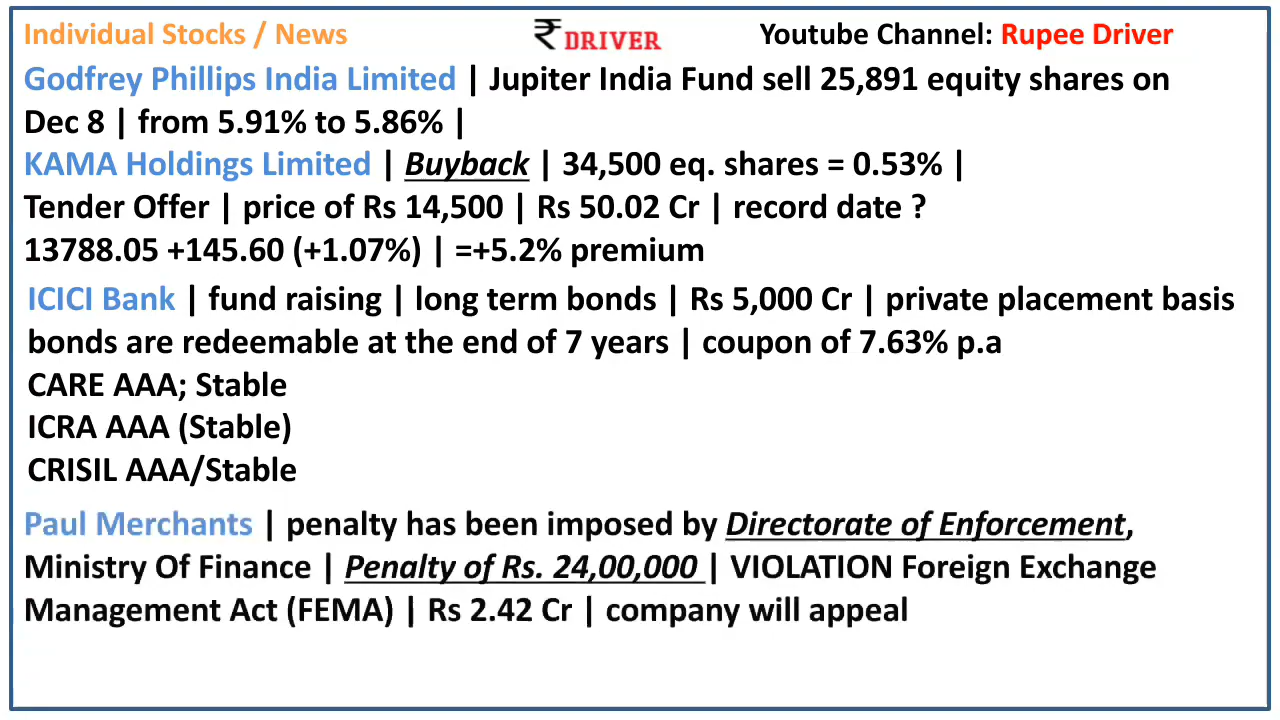 Individual Stocks / News
₹ DRIVER
Youtube Channel: Rupee Driver
Godfrey Phillips India Limited | Jupiter India Fund sell 25,891 equity shares on
Dec 8 | from 5.91% to 5.86% |
KAMA Holdings Limited | Buyback | 34,500 eq. shares = 0.53% |
Tender Offer | price of Rs 14,500 | Rs 50.02 Cr | record date ?
13788.05 +145.60 (+1.07%) | =+5.2% premium
ICICI Bank | fund raising | long term bonds | Rs 5,000 Cr | private placement basis
bonds are redeemable at the end of 7 years | coupon of 7.63% p.a
CARE AAA; Stable
ICRA AAA (Stable)
CRISIL AAA/Stable
Paul Merchants | penalty has been imposed by Directorate of Enforcement,
Ministry Of Finance | Penalty of Rs. 24,00,000 | VIOLATION Foreign Exchange
Management Act (FEMA) | Rs 2.42 Cr | company will appeal